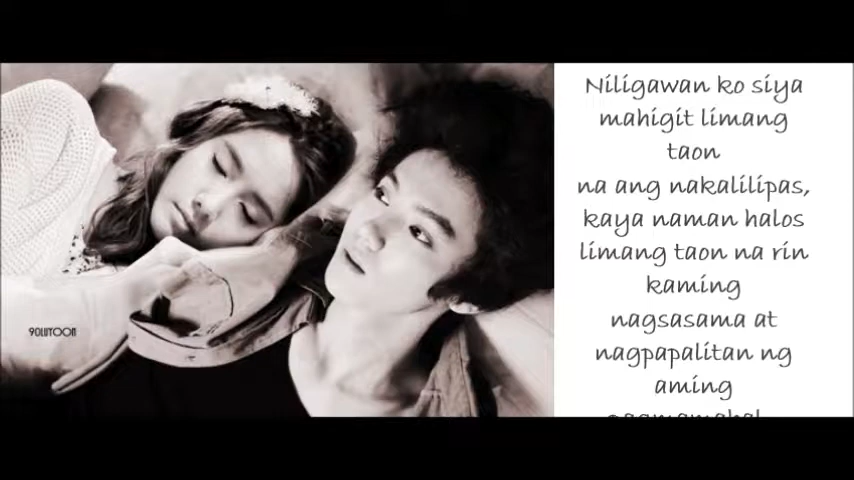 Niligawan ko siya
mahigit limang
taon
na ang nakalilipas,
kaya naman halos
limang taon na rin
kaming
nagsasama at
nagpapalitan ng
aming
90LIITOON